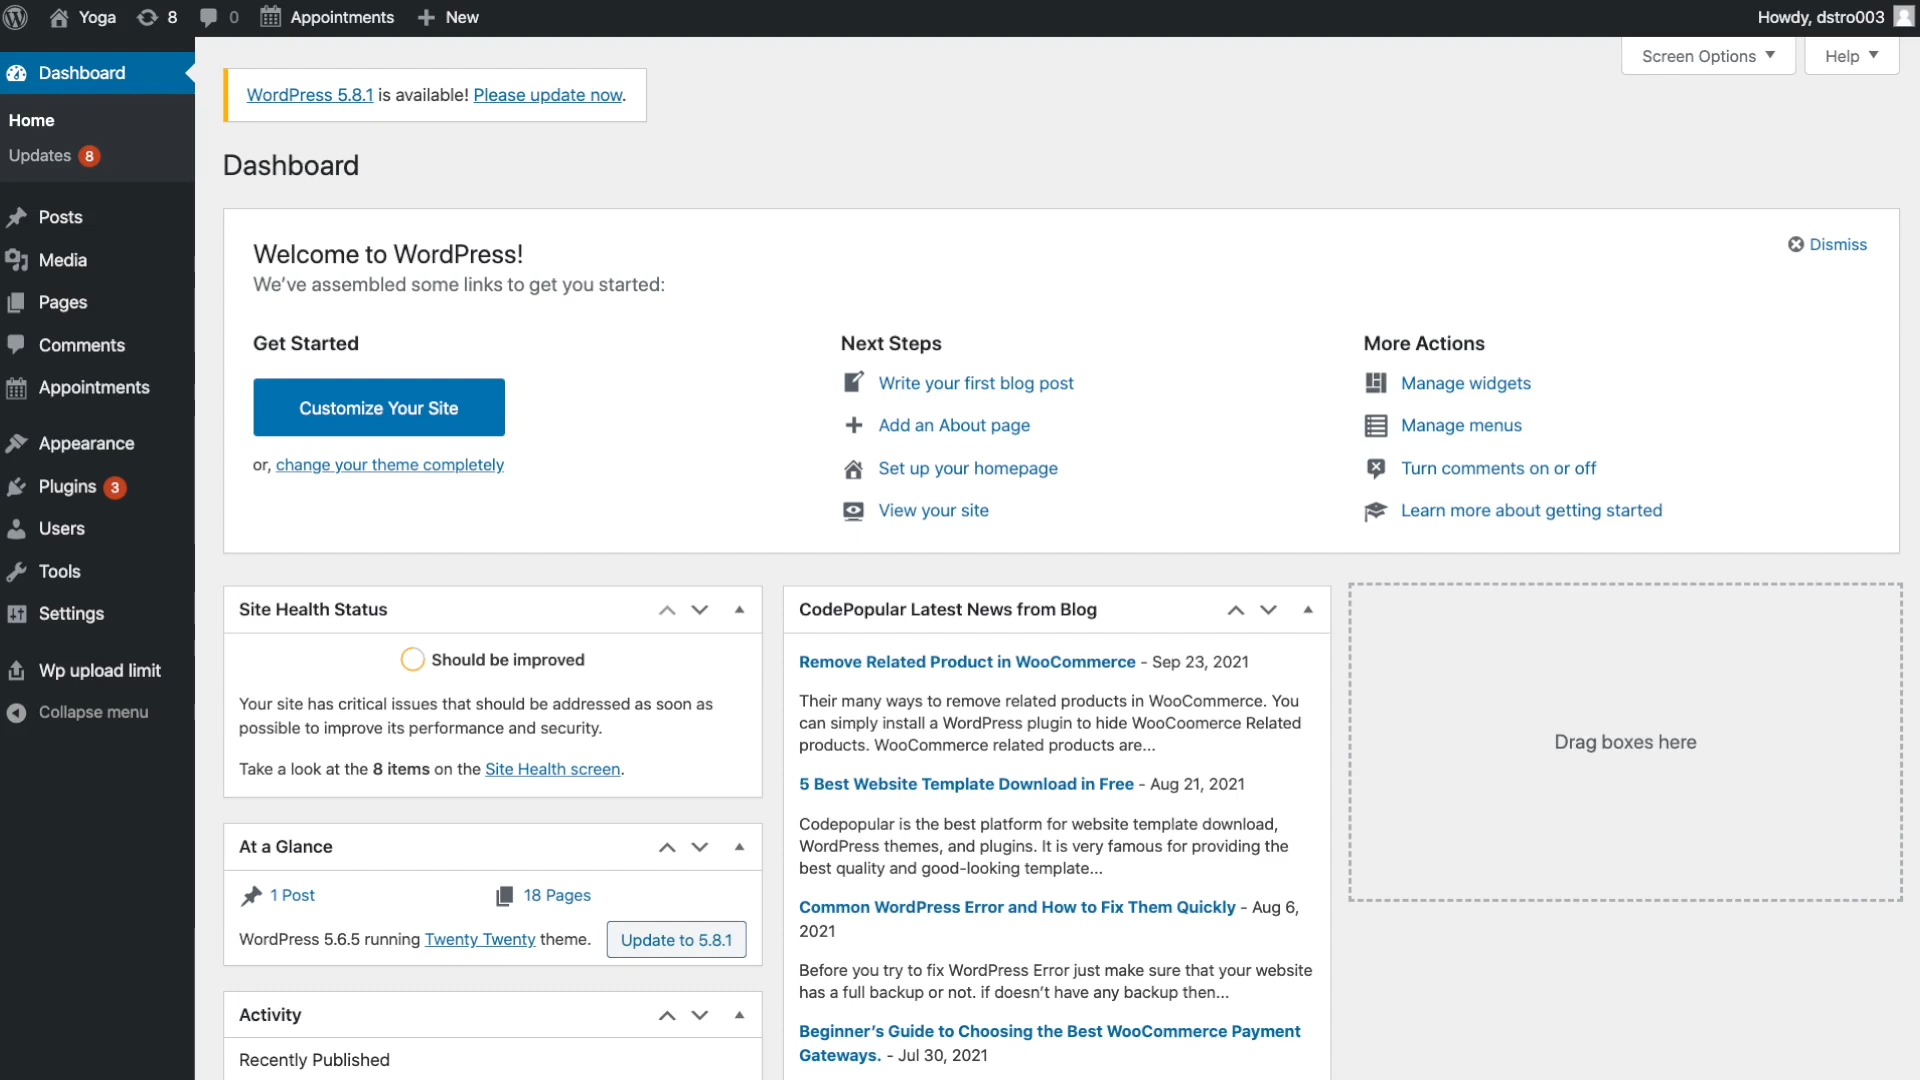 Yoga 8 0 Appointments New Howdy, dstro003
Screen Options Help
Dashboard
Home
Updates 8
Posts
Media
Pages
Comments
Appointments
Appearance
Plugins 3
Users
Tools
Settings
Wp upload limit
Collapse menu
WordPress 5.8.1 is available! Please update now.
Dashboard
Welcome to WordPress!
Dismiss
We've assembled some links to get you started:
Get Started
Customize Your Site
or, change your theme completely
Next Steps
Write your first blog post
Add an About page
Set up your homepage
View your site
More Actions
Manage widgets
Manage menus
Turn comments on or off
Learn more about getting started
Site Health Status
Should be improved
Your site has critical issues that should be addressed as soon as
possible to improve its performance and security.
Take a look at the 8 items on the Site Health screen.
At a Glance
1 Post 18 Pages
WordPress 5.6.5 running Twenty Twenty theme. Update to 5.8.1
Activity
Recently Published
CodePopular Latest News from Blog
Remove Related Product in WooCommerce - Sep 23, 2021
Their many ways to remove related products in WooCommerce. You
can simply install a WordPress plugin to hide WooCoomerce Related
products. WooCommerce related products are...
5 Best Website Template Download in Free - Aug 21, 2021
Codepopular is the best platform for website template download,
WordPress themes, and plugins. It is very famous for providing the
best quality and good-looking template...
Common WordPress Error and How to Fix Them Quickly - Aug 6,
2021
Before you try to fix WordPress Error just make sure that your website
has a full backup or not. if doesn't have any backup then...
Beginner's Guide to Choosing the Best WooCommerce Payment
Gateways. - Jul 30, 2021
Drag boxes here